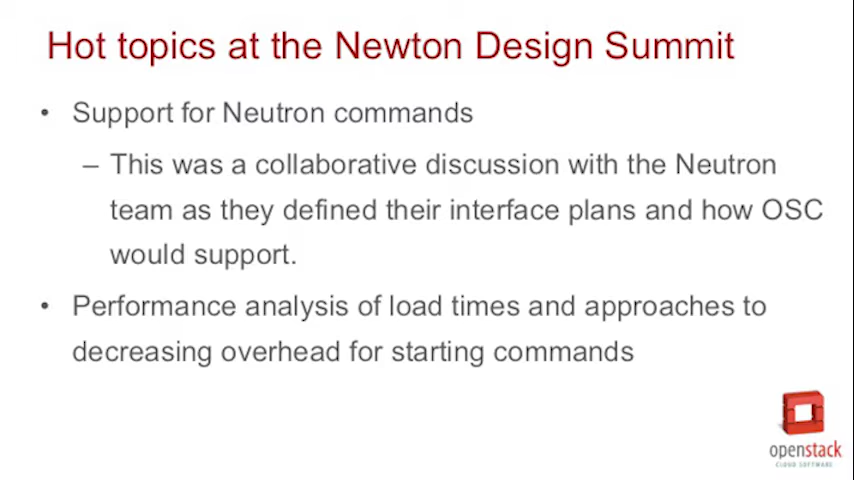 Hot topics at the Newton Design Summit
• Support for Neutron commands
– This was a collaborative discussion with the Neutron
team as they defined their interface plans and how OSC
would support.
• Performance analysis of load times and approaches to
decreasing overhead for starting commands
openstack
CLOUD SOFTWARE